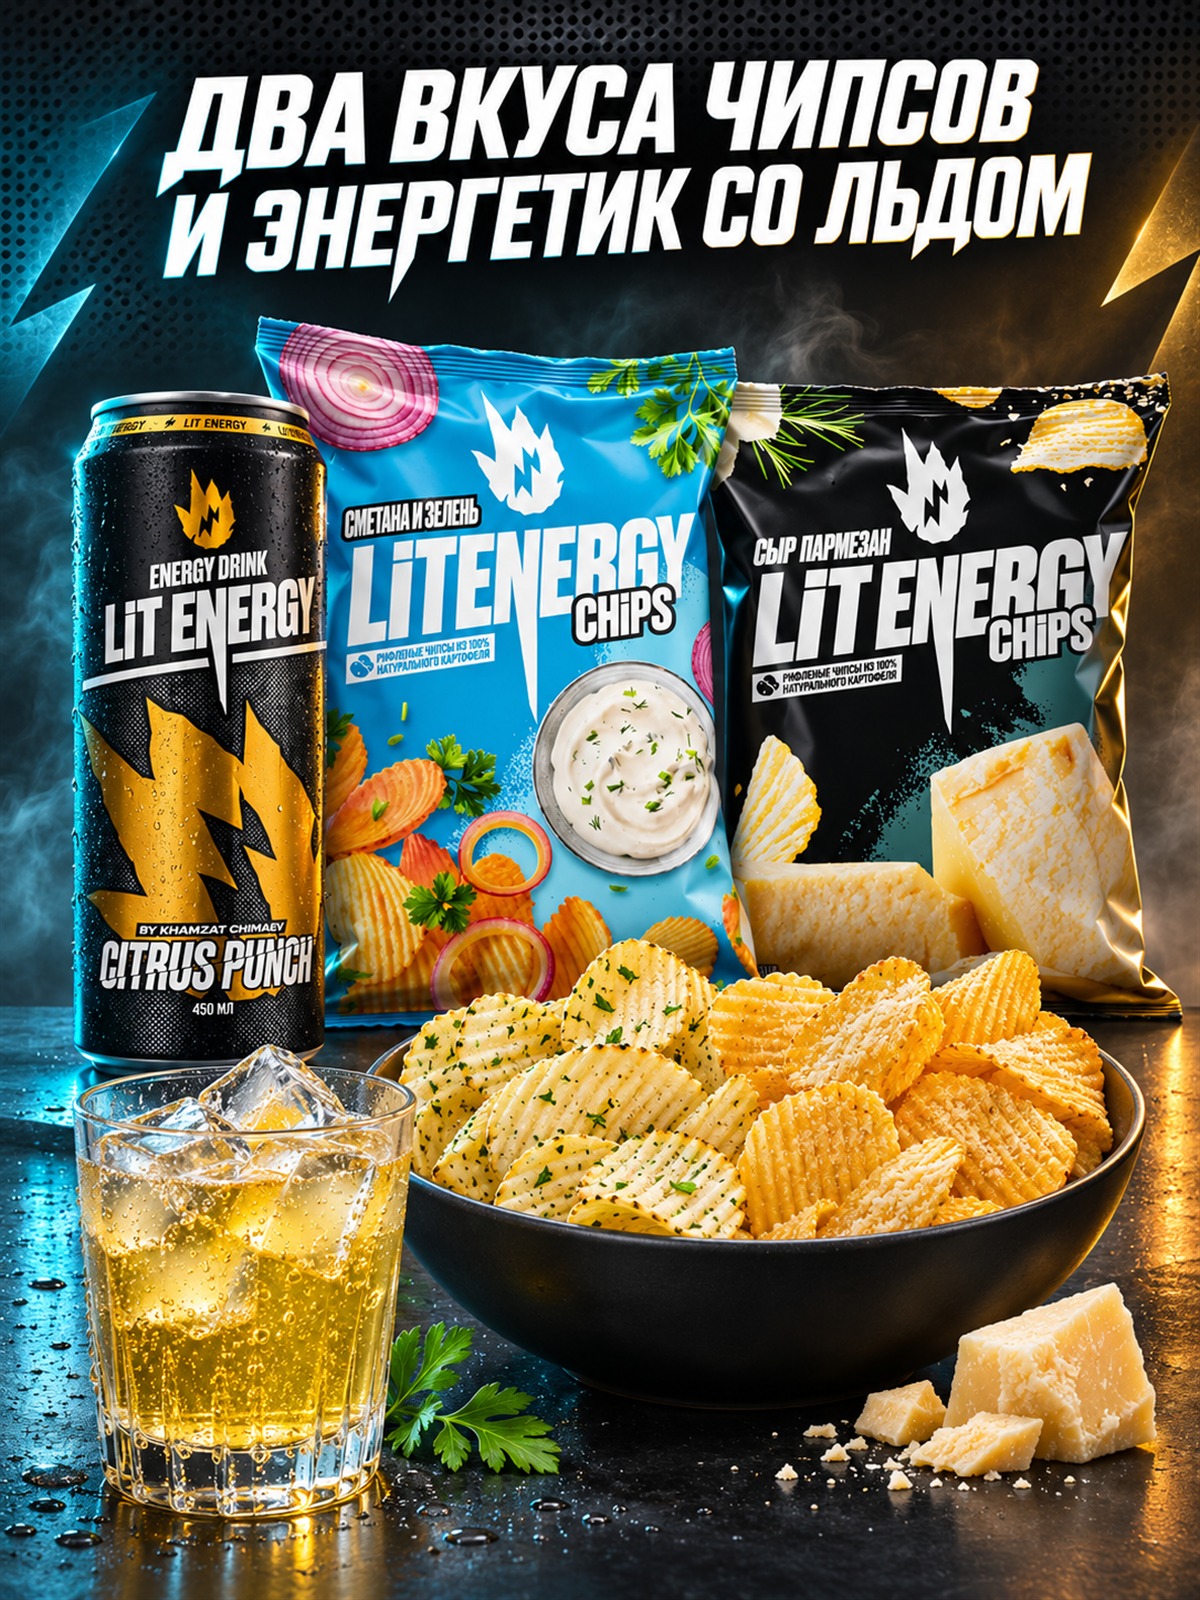 ДВА ВКУСА ЧИПСОВ
И ЭНЕРГЕТИК СО ЛЬДОМ
LIT ENERGY
ENERGY DRINK
LIT ENERGY
BY KHAMZAT CHIMAEV
CITRUS PUNCH
450 МЛ
СМЕТАНА И ЗЕЛЕНЬ
LiTENERGY
CHiPS
РИФЛЕНЫЕ ЧИПСЫ ИЗ 100%
НАТУРАЛЬНОГО КАРТОФЕЛЯ
СЫР ПАРМЕЗАН
LiTENERGY
CHiPS
РИФЛЕНЫЕ ЧИПСЫ ИЗ 100%
НАТУРАЛЬНОГО КАРТОФЕЛЯ